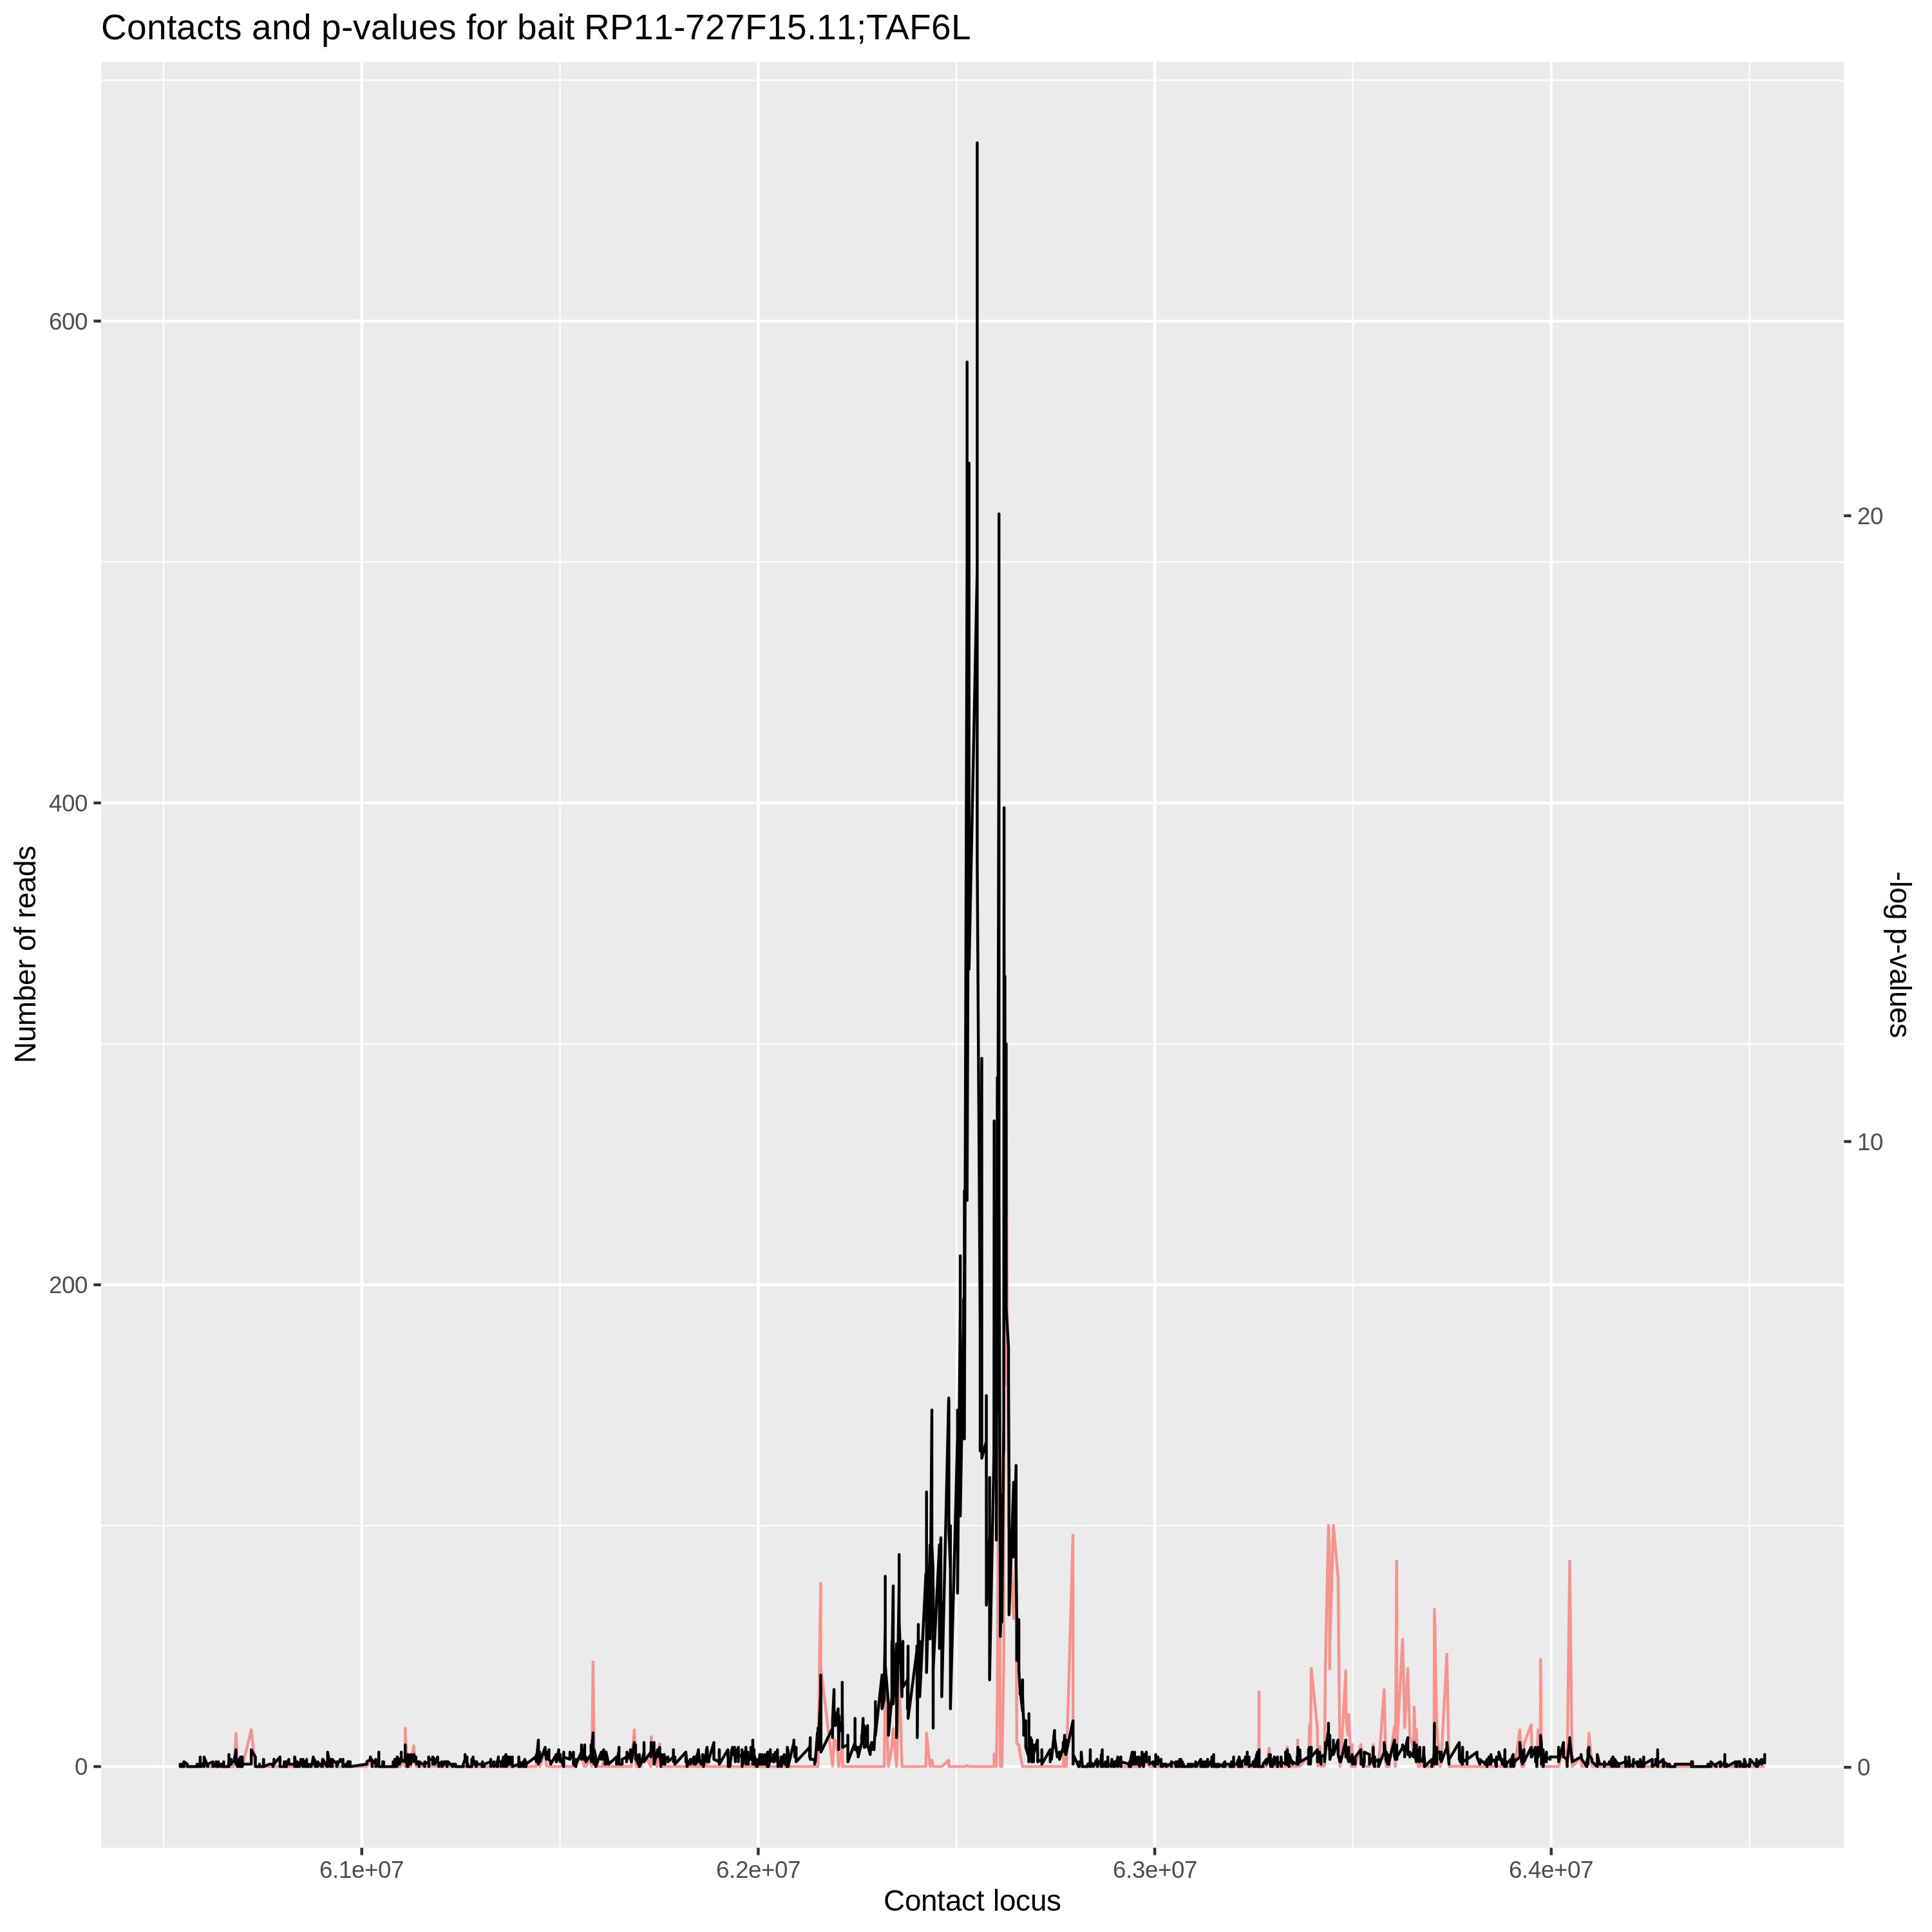 Contacts and p-values for bait RP11-727F15.11;TAF6L
600
400
200
0
Number of reads
20
10
0
-log p-values
6.1e+07
6.2e+07
6.3e+07
6.4e+07
Contact locus